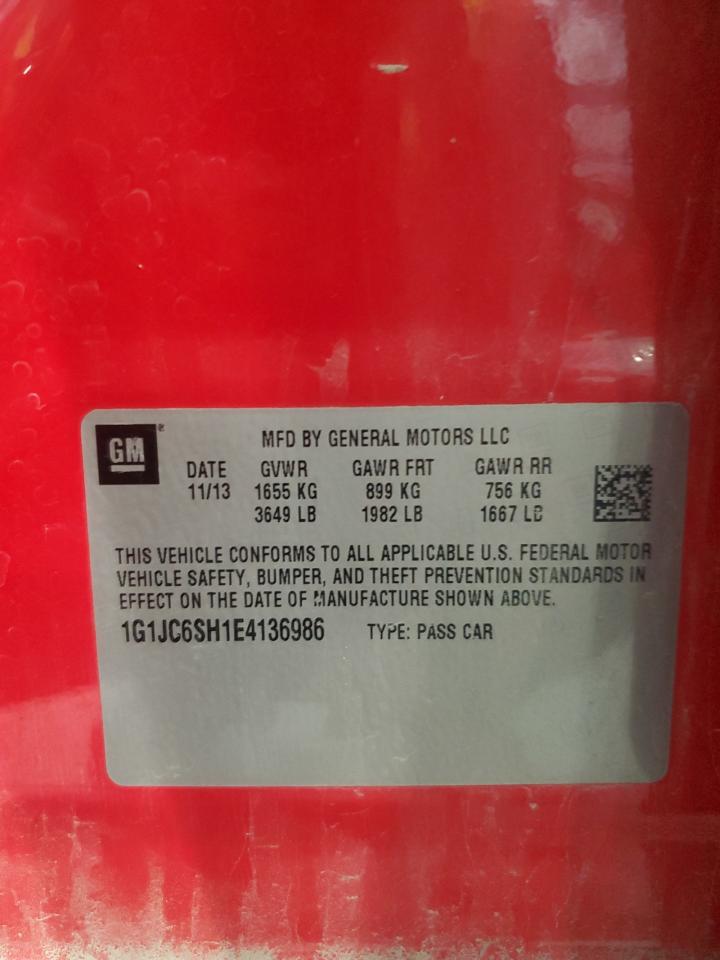 GM®
MFD BY GENERAL MOTORS LLC
DATE GVWR GAWR FRT GAWR RR
11/13 1655 KG 899 KG 756 KG
3649 LB 1982 LB 1667 LB
THIS VEHICLE CONFORMS TO ALL APPLICABLE U.S. FEDERAL MOTOR
VEHICLE SAFETY, BUMPER, AND THEFT PREVENTION STANDARDS IN
EFFECT ON THE DATE OF MANUFACTURE SHOWN ABOVE.
1G1JC6SH1E4136986 TYPE: PASS CAR